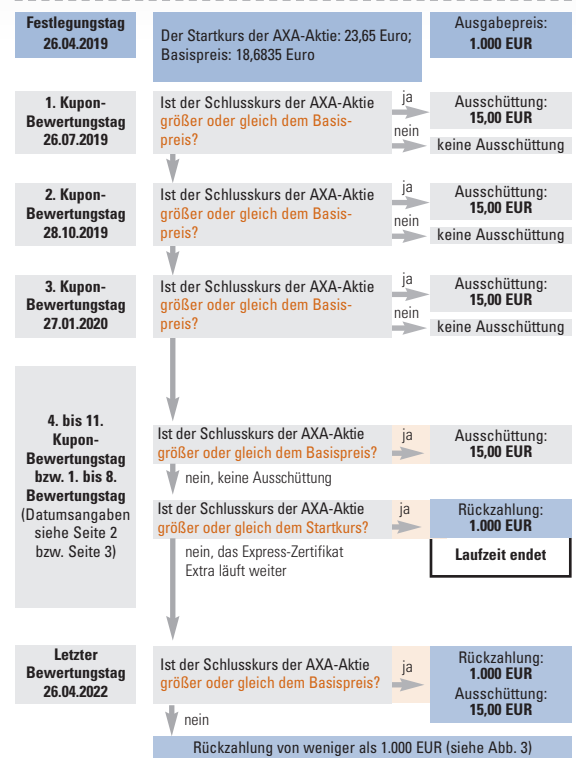 Festlegungstag
26.04.2019
Der Startkurs der AXA-Aktie: 23,65 Euro;
Basispreis: 18,6835 Euro
Ausgabepreis:
1.000 EUR
1. Kupon-
Bewertungstag
26.07.2019
Ist der Schlusskurs der AXA-Aktie
größer oder gleich dem Basis-
preis?
ja
nein
Ausschüttung:
15,00 EUR
keine Ausschüttung
2. Kupon-
Bewertungstag
28.10.2019
Ist der Schlusskurs der AXA-Aktie
größer oder gleich dem Basis-
preis?
ja
nein
Ausschüttung:
15,00 EUR
keine Ausschüttung
3. Kupon-
Bewertungstag
27.01.2020
Ist der Schlusskurs der AXA-Aktie
größer oder gleich dem Basis-
preis?
ja
nein
Ausschüttung:
15,00 EUR
keine Ausschüttung
4. bis 11.
Kupon-
Bewertungstag
bzw. 1. bis 8.
Bewertungstag
(Datumsangaben
siehe Seite 2
bzw. Seite 3)
Ist der Schlusskurs der AXA-Aktie
größer oder gleich dem Basispreis?
ja
Ausschüttung:
15,00 EUR
nein, keine Ausschüttung
Ist der Schlusskurs der AXA-Aktie
größer oder gleich dem Startkurs?
ja
Rückzahlung:
1.000 EUR
Laufzeit endet
nein, das Express-Zertifikat
Extra läuft weiter
Letzter
Bewertungstag
26.04.2022
Ist der Schlusskurs der AXA-Aktie
größer oder gleich dem Basispreis?
ja
Rückzahlung:
1.000 EUR
Ausschüttung:
15,00 EUR
nein
Rückzahlung von weniger als 1.000 EUR (siehe Abb. 3)